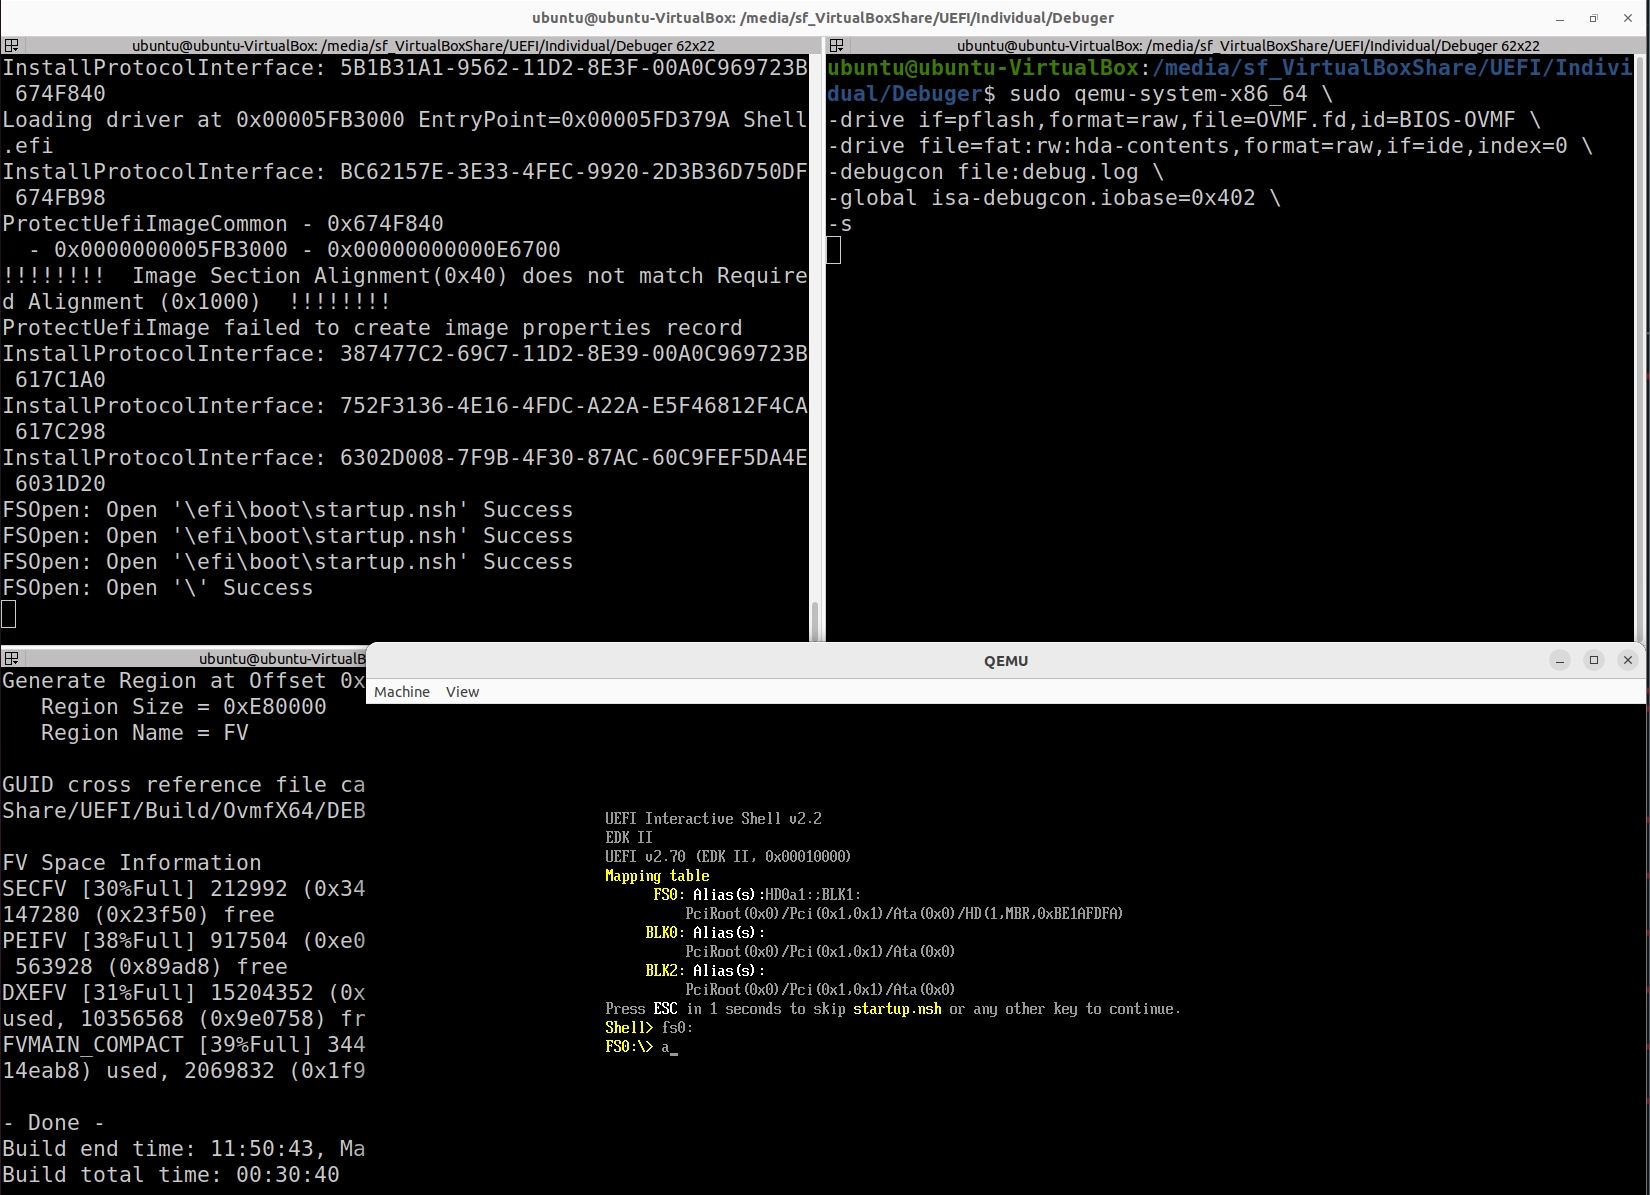 ubuntu@ubuntu-VirtualBox: /media/sf_VirtualBoxShare/UEFI/Individual/Debuger
ubuntu@ubuntu-VirtualBox: /media/sf_VirtualBoxShare/UEFI/Individual/Debuger 62x22
InstallProtocolInterface: 5B1B31A1-9562-11D2-8E3F-00A0C969723B
674F840
Loading driver at 0x00005FB3000 EntryPoint=0x00005FD379A Shell
.efi
InstallProtocolInterface: BC62157E-3E33-4FEC-9920-2D3B36D750DF
674FB98
ProtectUefiImageCommon - 0x674F840
- 0x0000000005FB3000 - 0x00000000000E6700
!!!!!!!!  Image Section Alignment(0x40) does not match Require
d Alignment (0x1000)  !!!!!!!!
ProtectUefiImage failed to create image properties record
InstallProtocolInterface: 387477C2-69C7-11D2-8E39-00A0C969723B
617C1A0
InstallProtocolInterface: 752F3136-4E16-4FDC-A22A-E5F46812F4CA
617C298
InstallProtocolInterface: 6302D008-7F9B-4F30-87AC-60C9FEF5DA4E
6031D20
FSOpen: Open '\efi\boot\startup.nsh' Success
FSOpen: Open '\efi\boot\startup.nsh' Success
FSOpen: Open '\efi\boot\startup.nsh' Success
FSOpen: Open '\' Success
ubuntu@ubuntu-VirtualBox: /media/sf_VirtualBoxShare/UEFI/Individual/Debuger 62x22
ubuntu@ubuntu-VirtualBox:/media/sf_VirtualBoxShare/UEFI/Indivi
dual/Debuger$ sudo qemu-system-x86_64 \
-drive if=pflash,format=raw,file=OVMF.fd,id=BIOS-OVMF \
-drive file=fat:rw:hda-contents,format=raw,if=ide,index=0 \
-debugcon file:debug.log \
-global isa-debugcon.iobase=0x402 \
-s
ubuntu@ubuntu-VirtualB
Generate Region at Offset 0x
Region Size = 0xE80000
Region Name = FV
GUID cross reference file ca
Share/UEFI/Build/OvmfX64/DEB
FV Space Information
SECFV [30%Full] 212992 (0x34
147280 (0x23f50) free
PEIFV [38%Full] 917504 (0xe0
563928 (0x89ad8) free
DXEFV [31%Full] 15204352 (0x
used, 10356568 (0x9e0758) fr
FVMAIN_COMPACT [39%Full] 344
14eab8) used, 2069832 (0x1f9
- Done -
Build end time: 11:50:43, Ma
Build total time: 00:30:40
QEMU
Machine View
UEFI Interactive Shell v2.2
EDK II
UEFI v2.70 (EDK II, 0x00010000)
Mapping table
FS0: Alias(s):HD0a1:;BLK1:
PciRoot(0x0)/Pci(0x1,0x1)/Ata(0x0)/HD(1,MBR,0xBE1AFDFA)
BLK0: Alias(s):
PciRoot(0x0)/Pci(0x1,0x1)/Ata(0x0)
BLK2: Alias(s):
PciRoot(0x0)/Pci(0x1,0x1)/Ata(0x0)
Press ESC in 1 seconds to skip startup.nsh or any other key to continue.
Shell> fs0:
FS0:\> a_